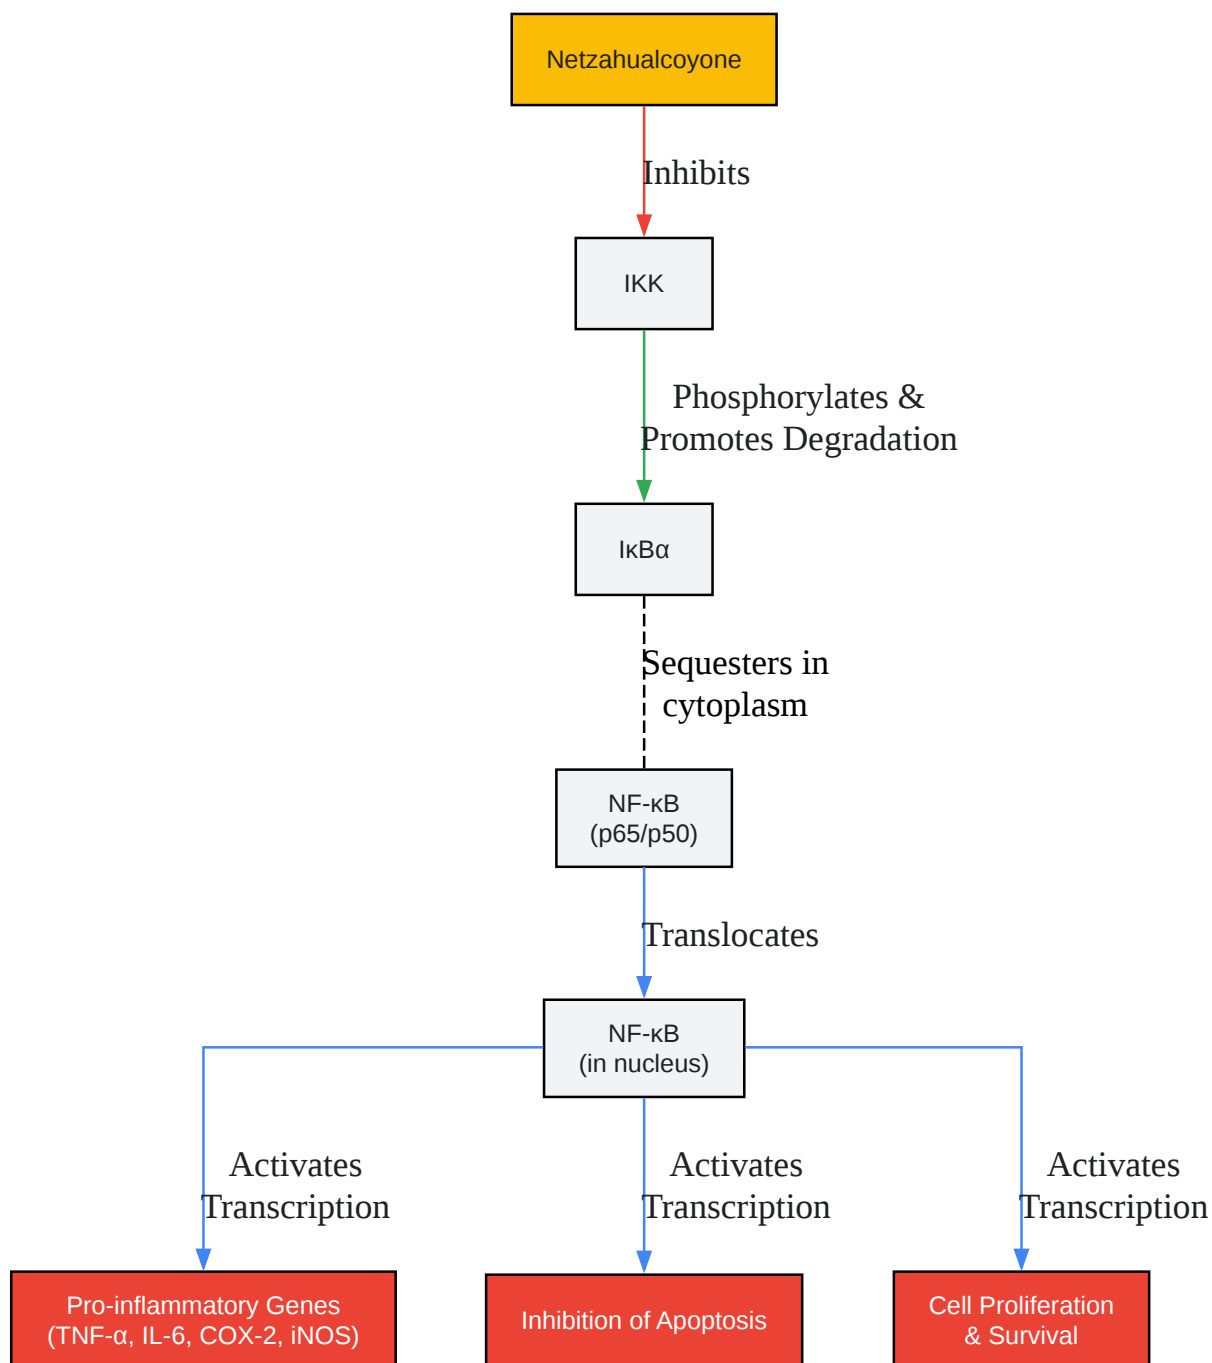 Netzahualcoyone
Inhibits
IKK
Phosphorylates &
Promotes Degradation
IκBα
Sequesters in
cytoplasm
NF-κB
(p65/p50)
Translocates
NF-κB
(in nucleus)
Activates
Transcription
Activates
Transcription
Activates
Transcription
Pro-inflammatory Genes
(TNF-α, IL-6, COX-2, iNOS)
Inhibition of Apoptosis
Cell Proliferation
& Survival